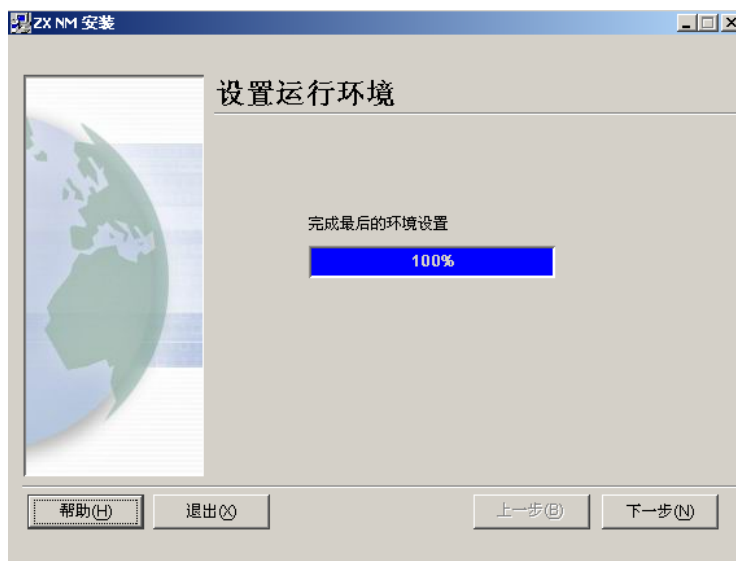 ZX NM 安装
设置运行环境
完成最后的环境设置
100%
帮助(H) 退出(X) 上一步(B) 下一步(N)